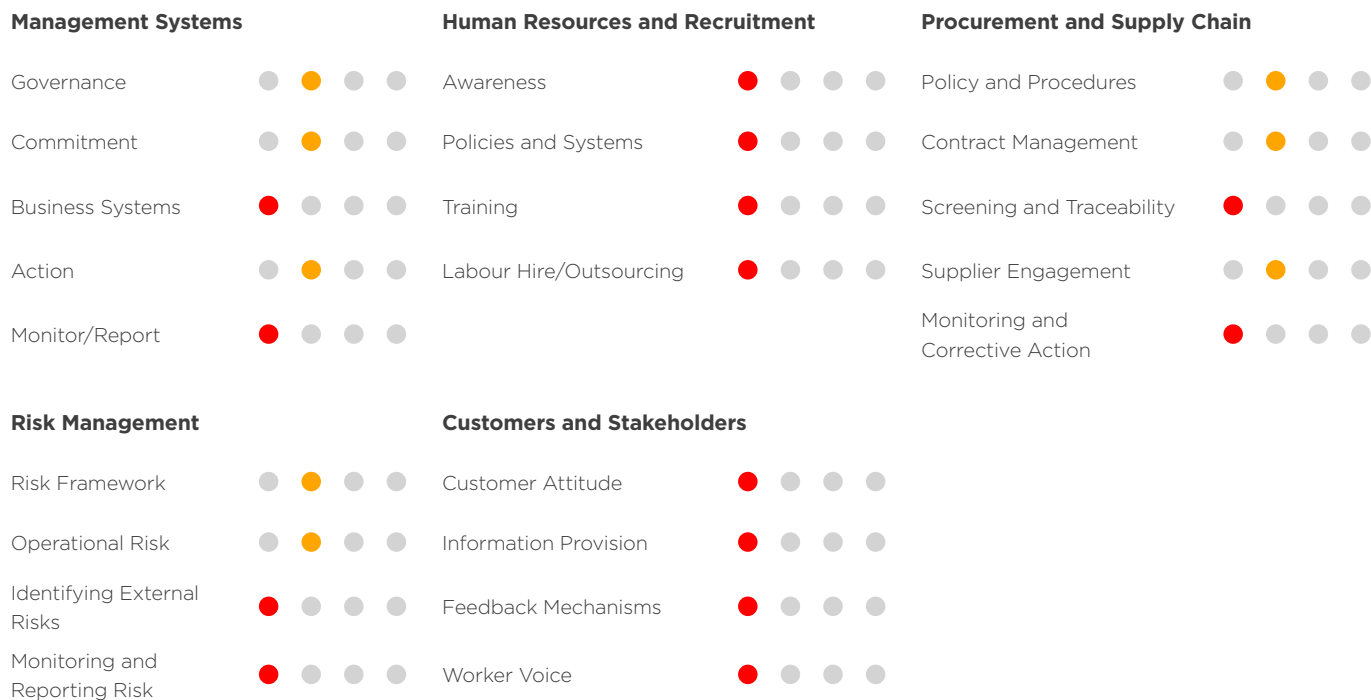 Management Systems
Governance
Commitment
Business Systems
Action
Monitor/Report
Human Resources and Recruitment
Awareness
Policies and Systems
Training
Labour Hire/Outsourcing
Procurement and Supply Chain
Policy and Procedures
Contract Management
Screening and Traceability
Supplier Engagement
Monitoring and
Corrective Action
Risk Management
Risk Framework
Operational Risk
Identifying External
Risks
Monitoring and
Reporting Risk
Customers and Stakeholders
Customer Attitude
Information Provision
Feedback Mechanisms
Worker Voice